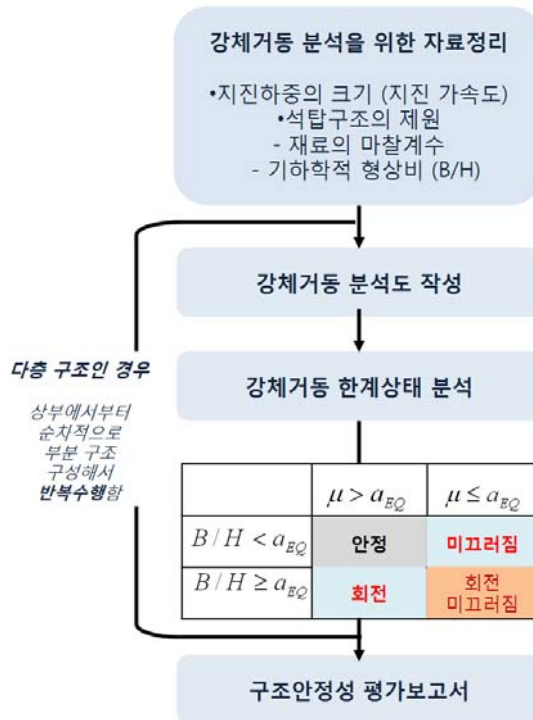 강체거동 분석을 위한 자료정리
•지진하중의 크기 (지진 가속도)
•석탑구조의 제원
- 재료의 마찰계수
- 기하학적 형상비 (B/H)
강체거동 분석도 작성
다층 구조인 경우
상부에서부터
순차적으로
부분 구조
구성해서
반복수행함
강체거동 한계상태 분석
μ > a_EQ μ ≤ a_EQ
B / H < a_EQ 안정 미끄러짐
B / H ≥ a_EQ 회전 회전
미끄러짐
구조안정성 평가보고서